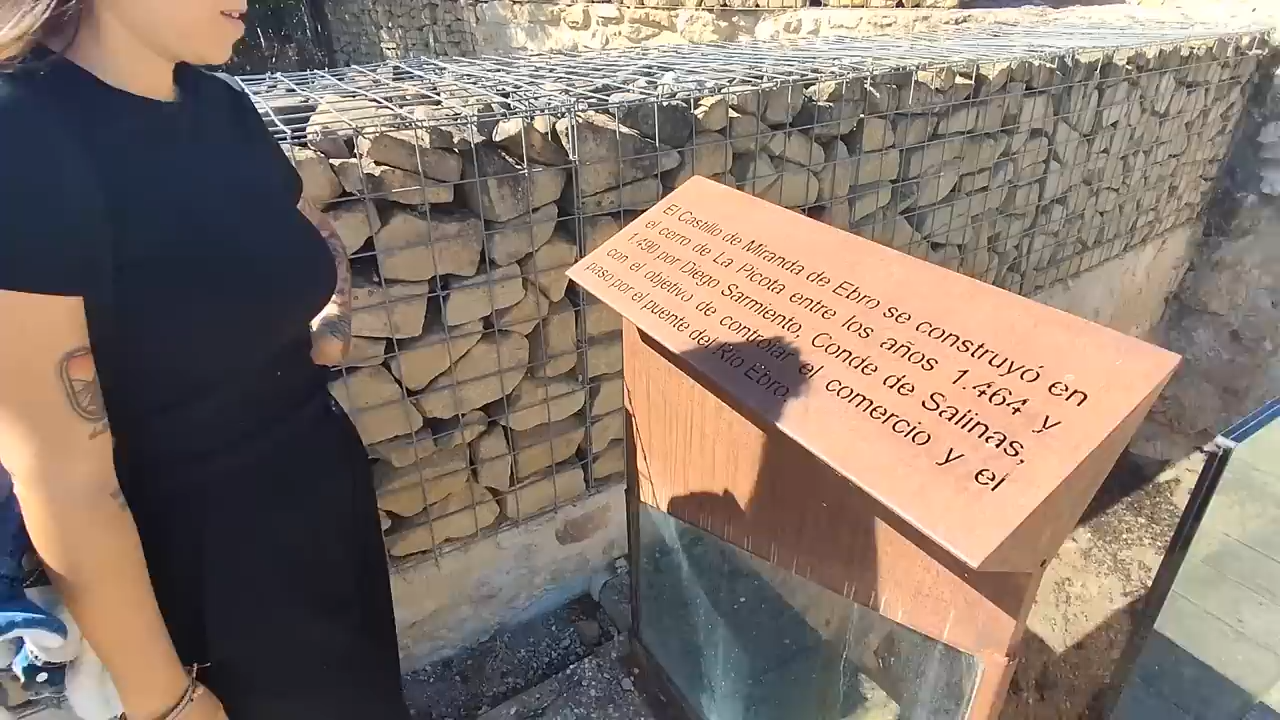 El Castillo de Miranda de Ebro se construyó en
el cerro de La Picota entre los años 1.464 y
1.490 por Diego Sarmiento, Conde de Salinas,
con el objetivo de controlar el comercio y el
paso por el puente del Río Ebro.